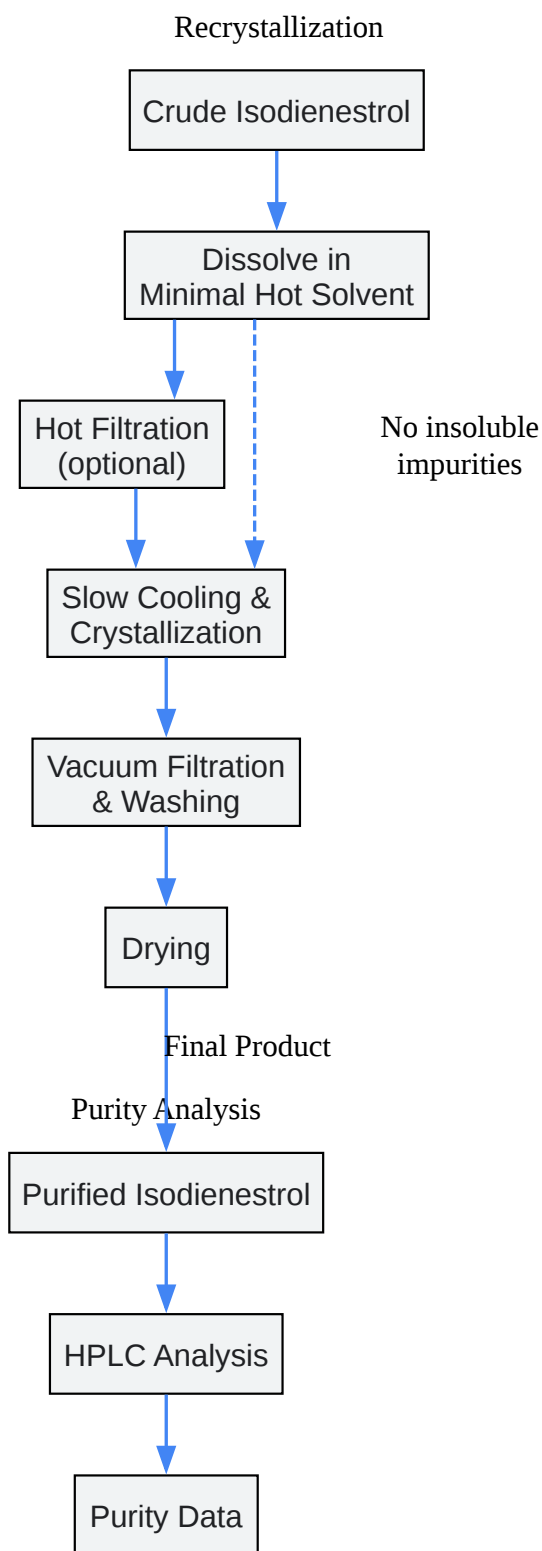 Recrystallization
Crude Isodienestrol
Dissolve in
Minimal Hot Solvent
Hot Filtration
(optional)
No insoluble
impurities
Slow Cooling &
Crystallization
Vacuum Filtration
& Washing
Drying
Final Product
Purity Analysis
Purified Isodienestrol
HPLC Analysis
Purity Data